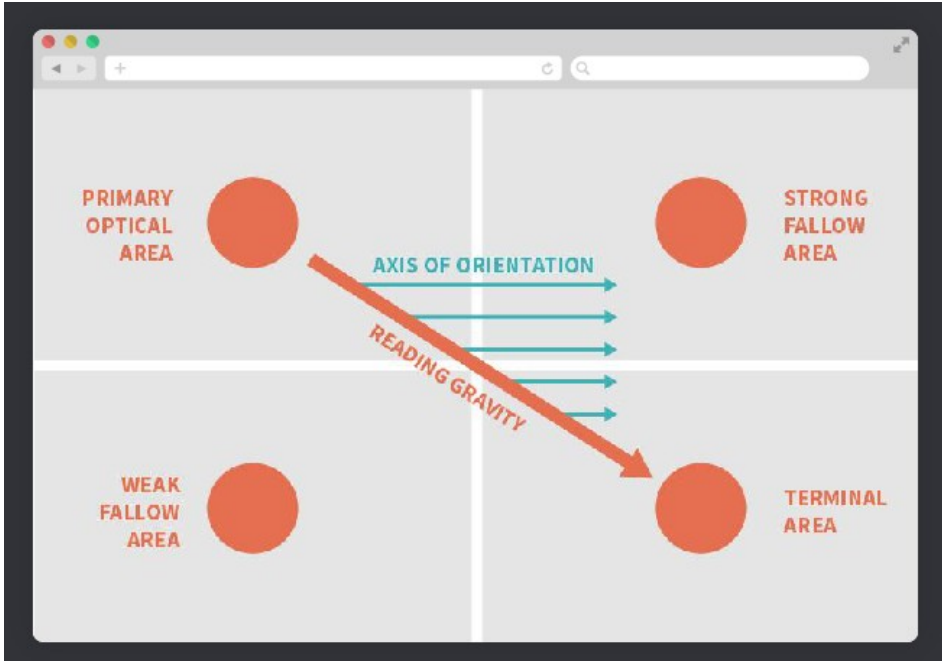 PRIMARY
OPTICAL
AREA
STRONG
FALLOW
AREA
AXIS OF ORIENTATION
READING GRAVITY
WEAK
FALLOW
AREA
TERMINAL
AREA